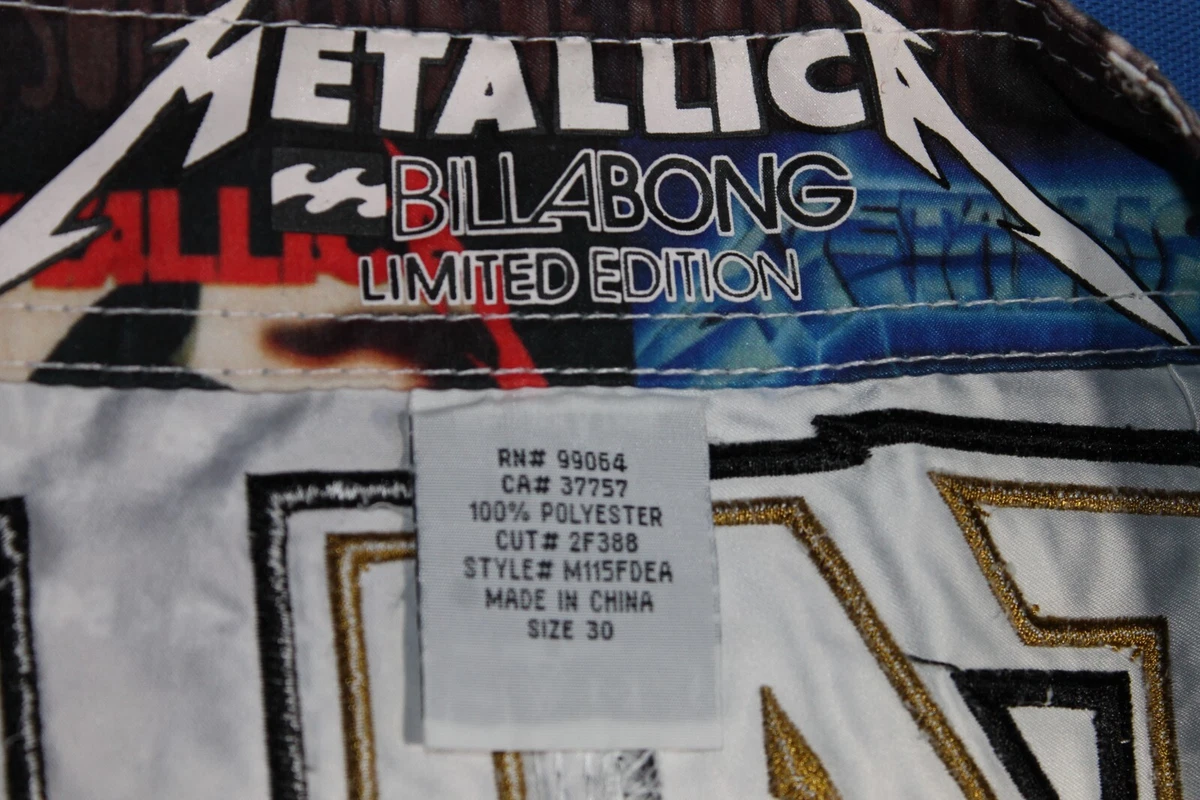 METALLICA
BILLABONG
LIMITED EDITION
RN# 99064
CA# 37757
100% POLYESTER
CUT# 2F388
STYLE# M115FDEA
MADE IN CHINA
SIZE 30